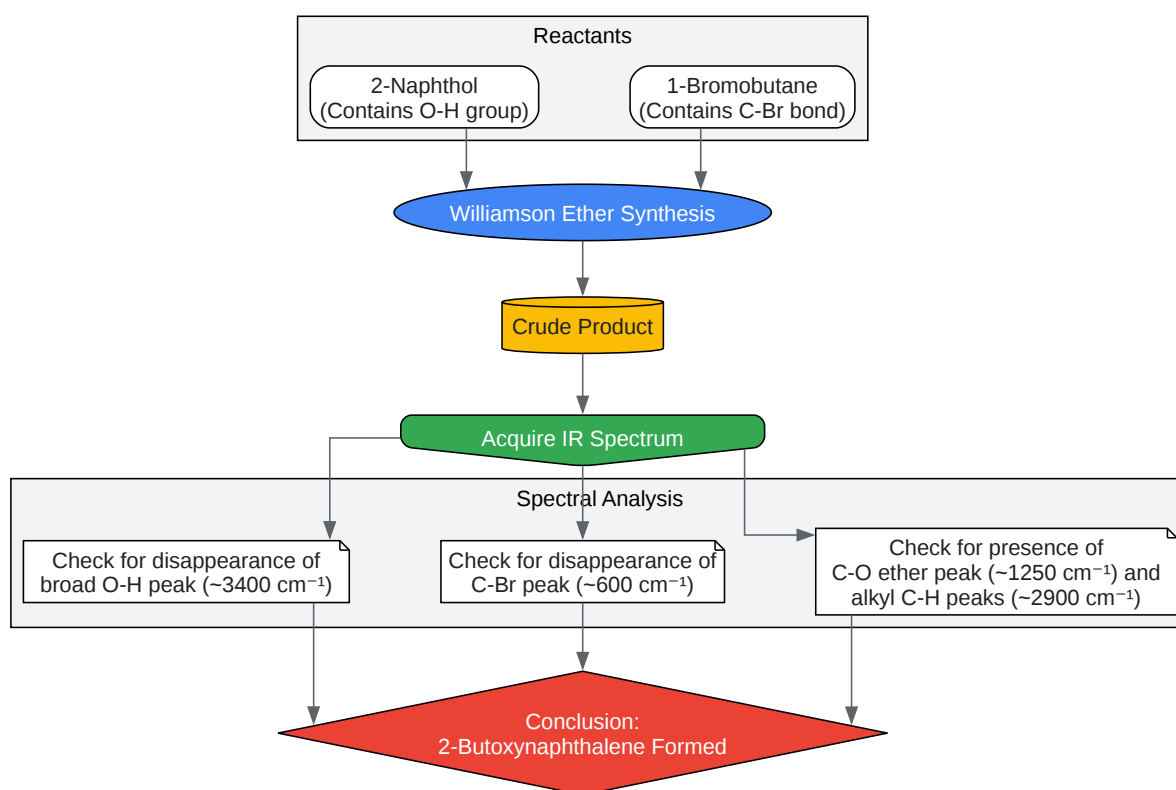 Reactants
2-Naphthol
(Contains O-H group)
1-Bromobutane
(Contains C-Br bond)
Williamson Ether Synthesis
Crude Product
Acquire IR Spectrum
Spectral Analysis
Check for disappearance of
broad O-H peak (~3400 cm⁻¹)
Check for disappearance of
C-Br peak (~600 cm⁻¹)
Check for presence of
C-O ether peak (~1250 cm⁻¹) and
alkyl C-H peaks (~2900 cm⁻¹)
Conclusion:
2-Butoxynaphthalene Formed